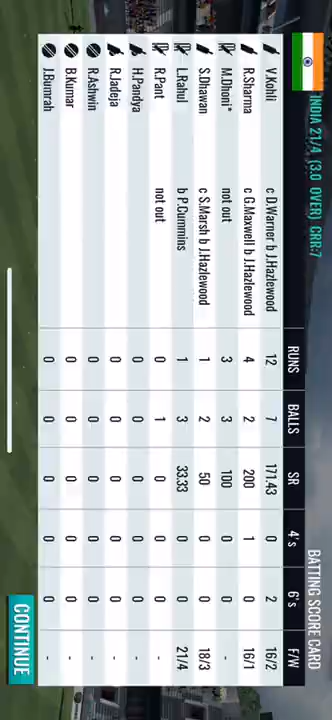 INDIA 21/4 (3.0 OVER) CRR:7 BATTING SCORE CARD
RUNS BALLS SR 4's 6's F/W
V.Kohli c D.Warner b J.Hazlewood 12 7 171.43 0 2 16/2
R.Sharma c G.Maxwell b J.Hazlewood 4 2 200 1 0 16/1
M.Dhoni* not out 3 3 100 0 0 -
S.Dhawan c S.Marsh b J.Hazlewood 1 2 50 0 0 18/3
L.Rahul b P.Cummins 1 3 33.33 0 0 21/4
R.Pant not out 0 1 0 0 0 -
H.Pandya 0 0 0 0 0 -
R.Jadeja 0 0 0 0 0 -
R.Ashwin 0 0 0 0 0 -
B.Kumar 0 0 0 0 0 -
J.Bumrah 0 0 0 0 0 -
CONTINUE